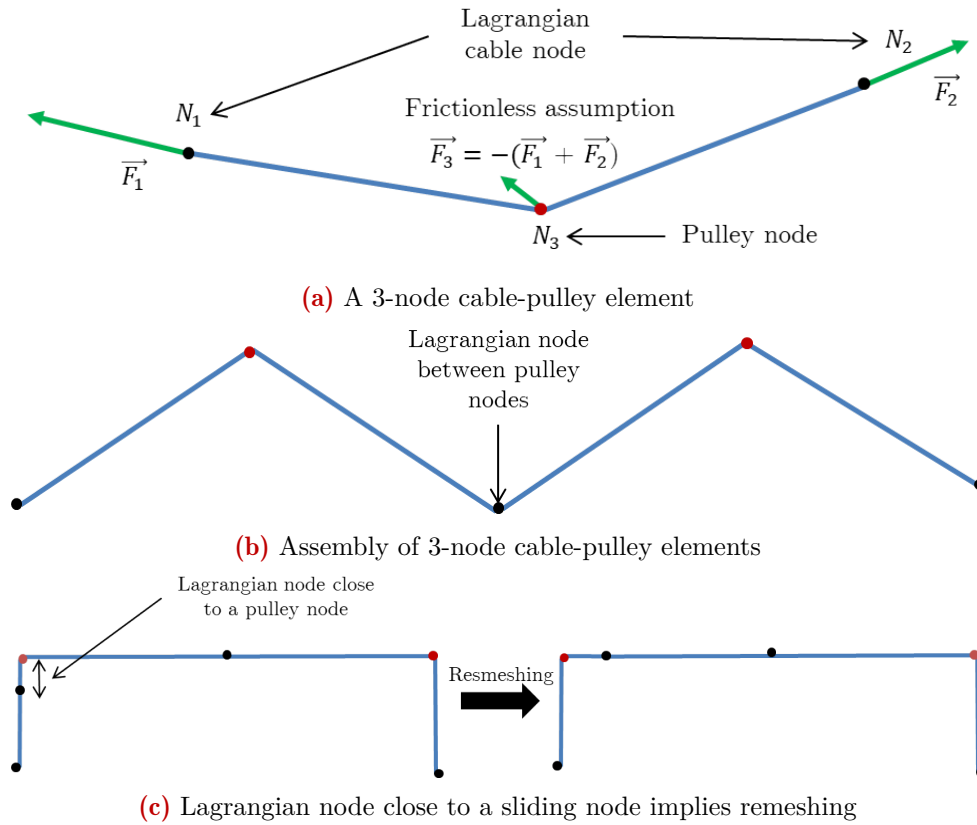 Lagrangian
cable node
N₁
N₂
Frictionless assumption
F₁⃗
F₃⃗ = −(F₁⃗ + F₂⃗)
F₂⃗
N₃
Pulley node
(a) A 3-node cable-pulley element
Lagrangian node
between pulley
nodes
(b) Assembly of 3-node cable-pulley elements
Lagrangian node close
to a pulley node
Resmeshing
(c) Lagrangian node close to a sliding node implies remeshing